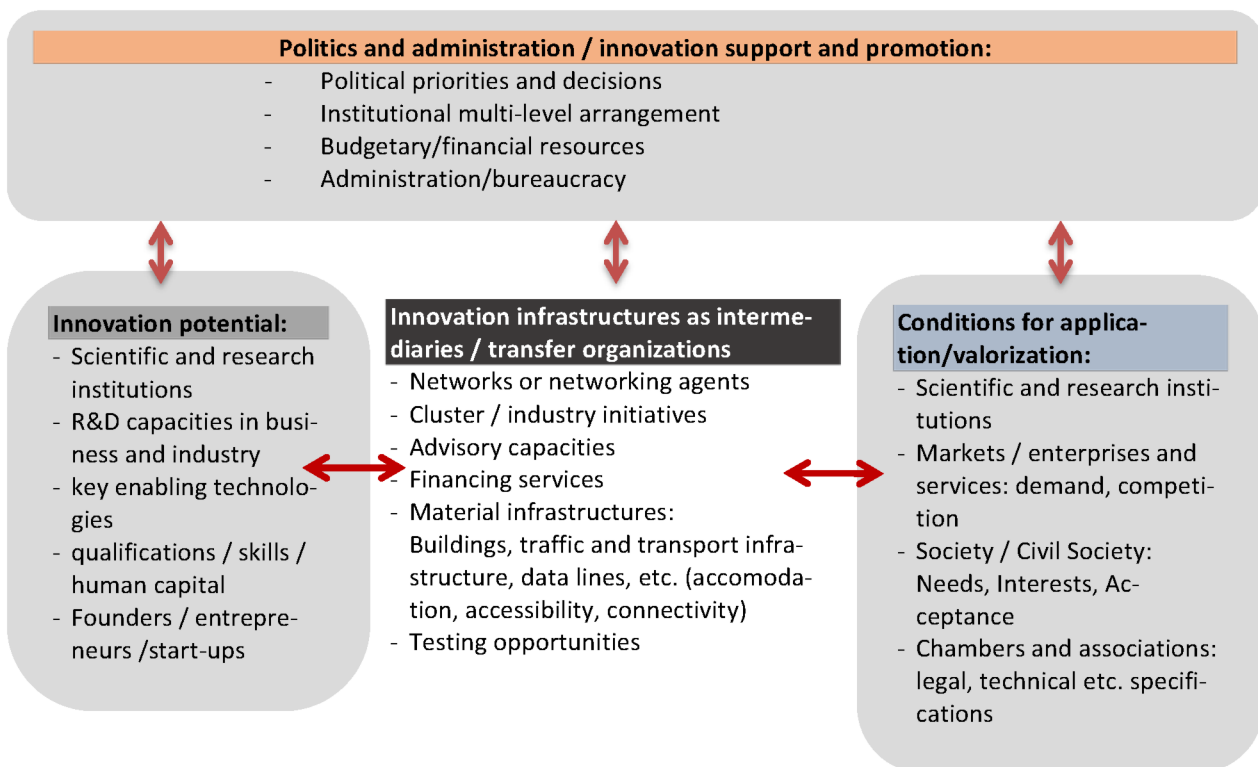 Politics and administration / innovation support and promotion:
- Political priorities and decisions
- Institutional multi-level arrangement
- Budgetary/financial resources
- Administration/bureaucracy
Innovation potential:
- Scientific and research
institutions
- R&D capacities in busi-
ness and industry
- key enabling technolo-
gies
- qualifications / skills /
human capital
- Founders / entrepre-
neurs /start-ups
Innovation infrastructures as interme-
diaries / transfer organizations
- Networks or networking agents
- Cluster / industry initiatives
- Advisory capacities
- Financing services
- Material infrastructures:
Buildings, traffic and transport infra-
structure, data lines, etc. (accomoda-
tion, accessibility, connectivity)
- Testing opportunities
Conditions for applica-
tion/valorization:
- Scientific and research insti-
tutions
- Markets / enterprises and
services: demand, competi-
tion
- Society / Civil Society:
Needs, Interests, Ac-
ceptance
- Chambers and associations:
legal, technical etc. specifi-
cations